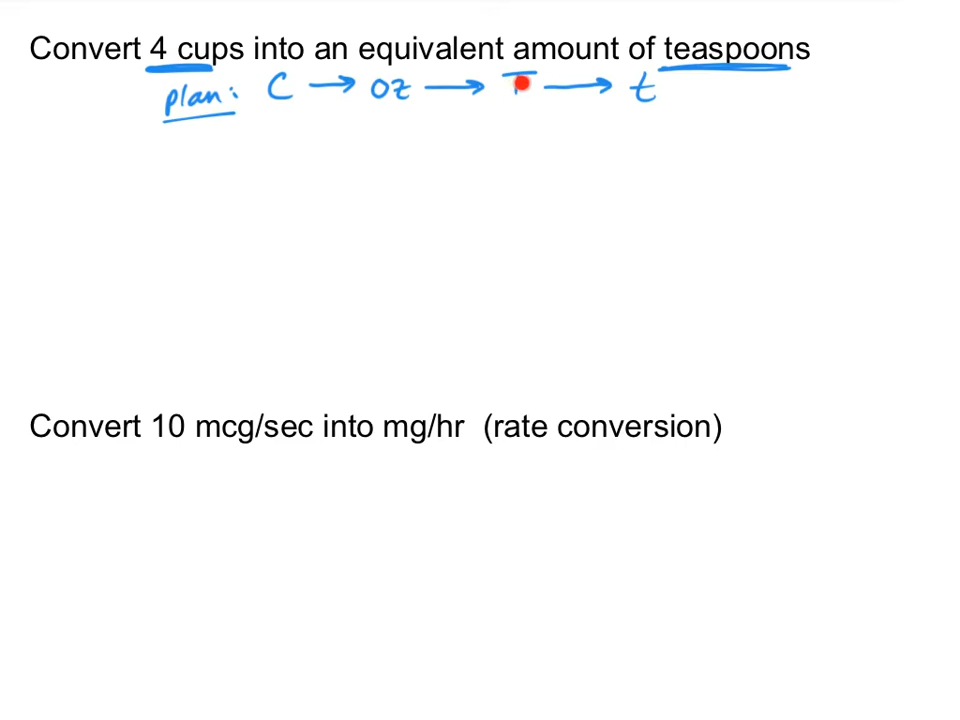 Convert 4 cups into an equivalent amount of teaspoons
plan: C → oz → T → t
Convert 10 mcg/sec into mg/hr (rate conversion)